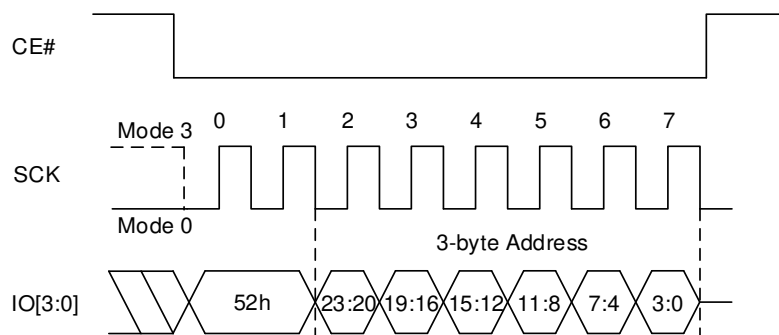 CE#
0 1 2 3 4 5 6 7
Mode 3
SCK
Mode 0
3-byte Address
IO[3:0] 52h 23:20 19:16 15:12 11:8 7:4 3:0